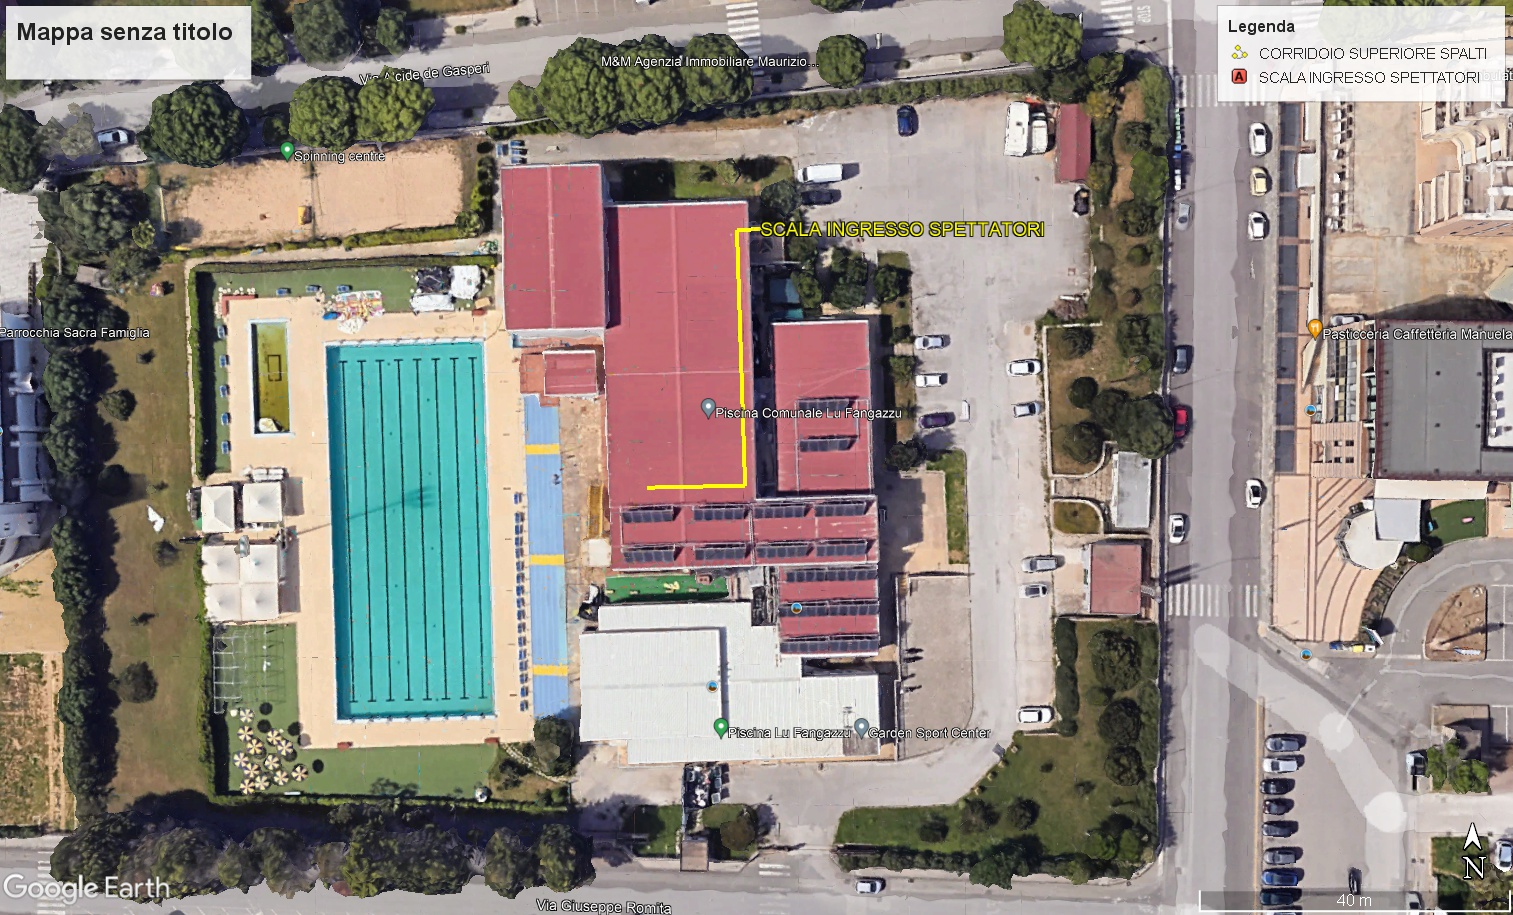 Mappa senza titolo
Legenda
CORRIDOIO SUPERIORE SPALTI
SCALA INGRESSO SPETTATORI
A
Via Alcide de Gasperi
M&M Agenzia Immobiliare Maurizio...
STOP
Spinning centre
SCALA INGRESSO SPETTATORI
Parrocchia Sacra Famiglia
Pasticceria Caffetteria Manuela
Piscina Comunale Lu Fangazzu
Piscina Lu Fangazzu
Garden Sport Center
N
Google Earth
40 m
Via Giuseppe Romita